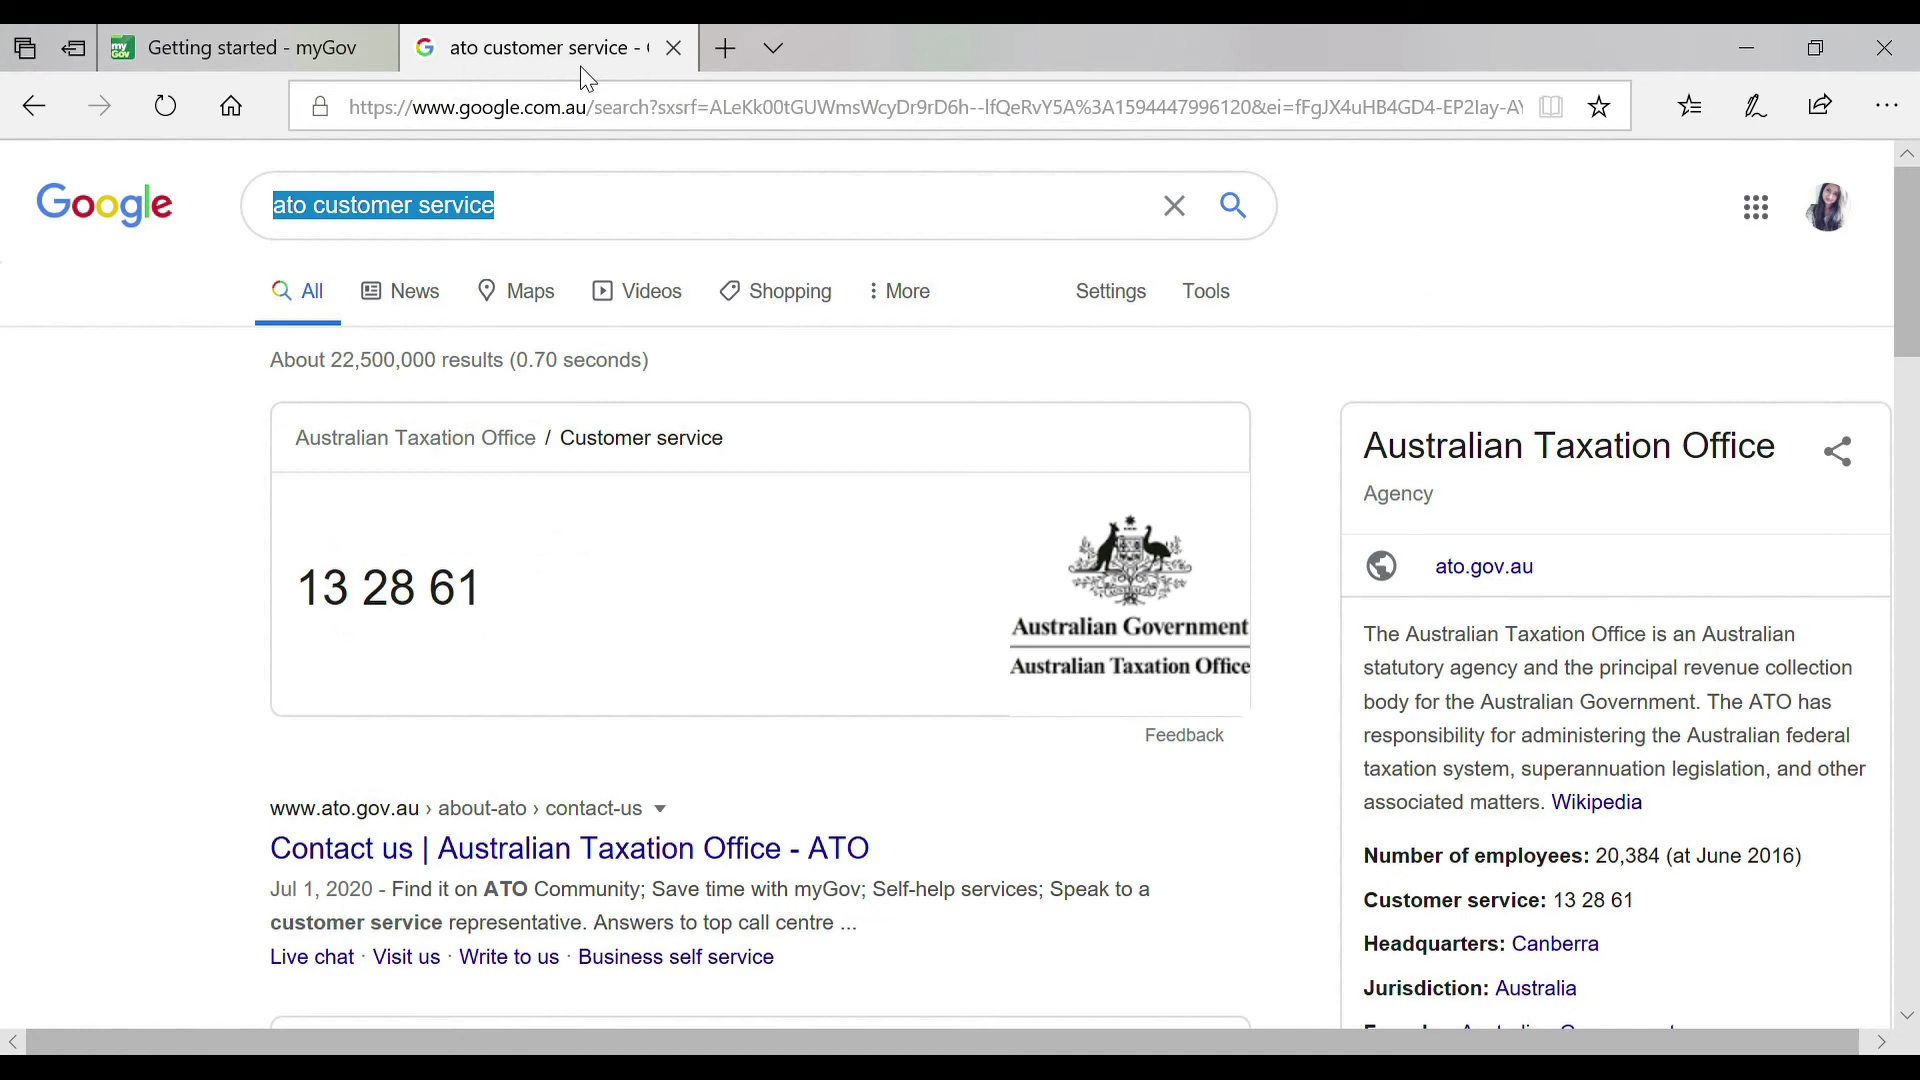 my Gov Getting started - myGov
ato customer service -
https://www.google.com.au/search?sxsrf=ALeKk00tGUWmsWcyDr9rD6h--lfQeRvY5A%3A1594447996120&ei=fFgJX4uHB4GD4-EP2Iay-AY
Google
ato customer service
All News Maps Videos Shopping More Settings Tools
About 22,500,000 results (0.70 seconds)
Australian Taxation Office / Customer service
13 28 61
Australian Government
Australian Taxation Office
Feedback
www.ato.gov.au › about-ato › contact-us
Contact us | Australian Taxation Office - ATO
Jul 1, 2020 - Find it on ATO Community; Save time with myGov; Self-help services; Speak to a
customer service representative. Answers to top call centre ...
Live chat · Visit us · Write to us · Business self service
Australian Taxation Office
Agency
ato.gov.au
The Australian Taxation Office is an Australian
statutory agency and the principal revenue collection
body for the Australian Government. The ATO has
responsibility for administering the Australian federal
taxation system, superannuation legislation, and other
associated matters. Wikipedia
Number of employees: 20,384 (at June 2016)
Customer service: 13 28 61
Headquarters: Canberra
Jurisdiction: Australia